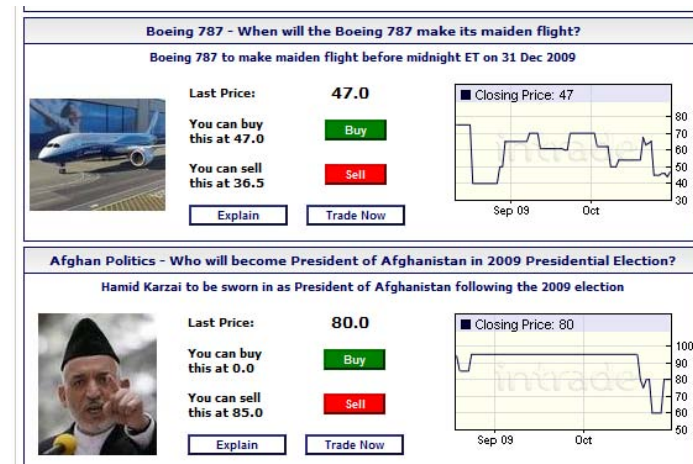 Boeing 787 - When will the Boeing 787 make its maiden flight?
Boeing 787 to make maiden flight before midnight ET on 31 Dec 2009
Last Price: 47.0
You can buy
this at 47.0
Buy
You can sell
this at 36.5
Sell
Explain Trade Now
Closing Price: 47
intrade
80
70
60
50
40
30
Sep 09 Oct
Afghan Politics - Who will become President of Afghanistan in 2009 Presidential Election?
Hamid Karzai to be sworn in as President of Afghanistan following the 2009 election
Last Price: 80.0
You can buy
this at 0.0
Buy
You can sell
this at 85.0
Sell
Explain Trade Now
Closing Price: 80
intrade
100
90
80
70
60
50
Sep 09 Oct